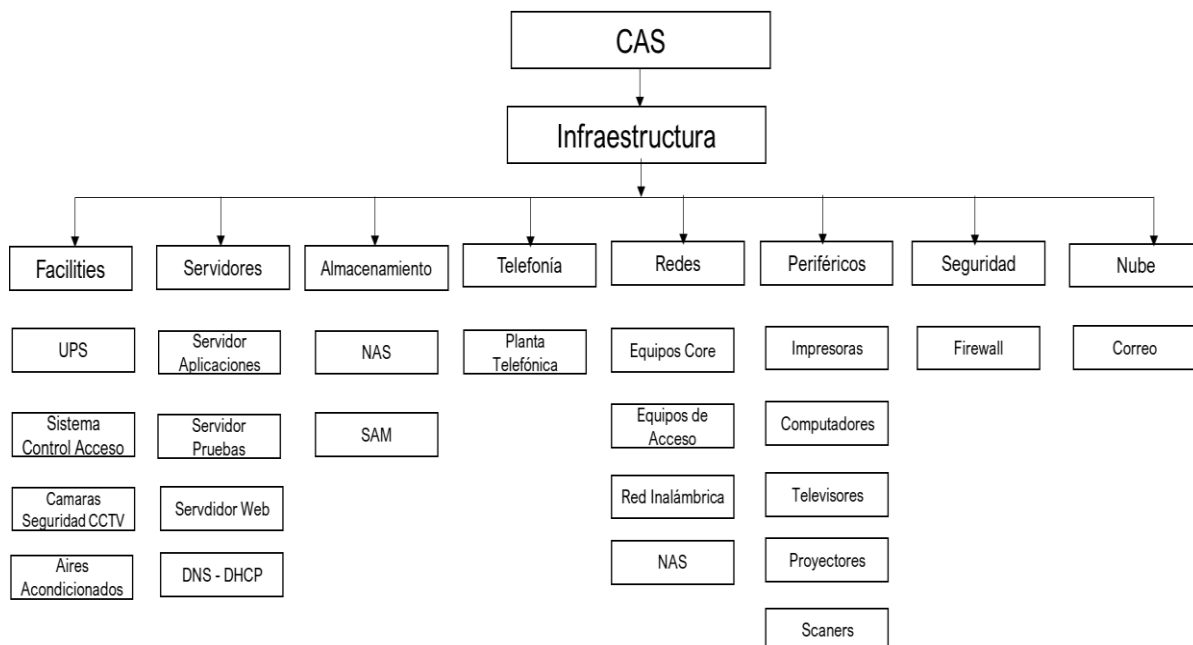 CAS
Infraestructura
Facilities
Servidores
Almacenamiento
Telefonía
Redes
Periféricos
Seguridad
Nube
UPS
Servidor
Aplicaciones
NAS
Planta
Telefónica
Equipos Core
Impresoras
Firewall
Correo
Sistema
Control Acceso
Servidor
Pruebas
SAM
Equipos de
Acceso
Computadores
Camaras
Seguridad CCTV
Servdidor Web
Red Inalámbrica
Televisores
Aires
Acondicionados
DNS - DHCP
NAS
Proyectores
Scaners